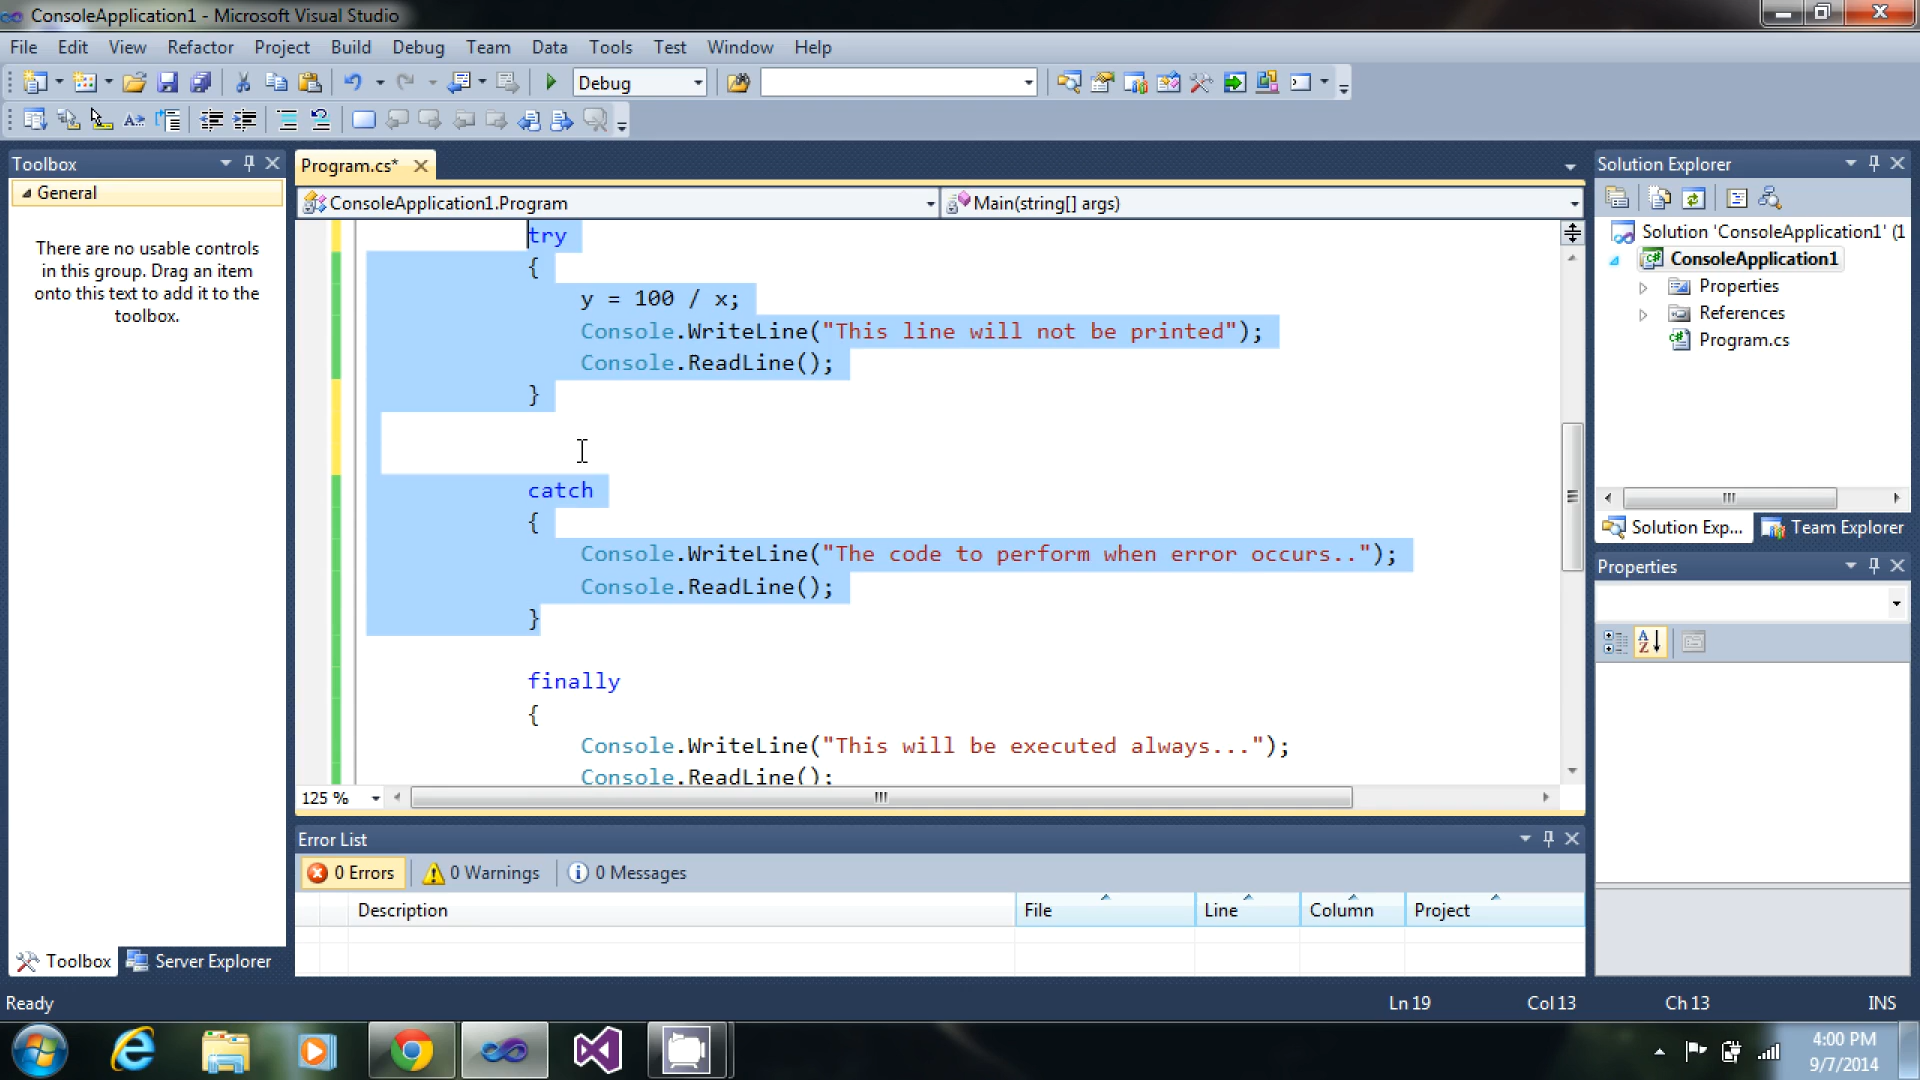 ConsoleApplication1 - Microsoft Visual Studio
File Edit View Refactor Project Build Debug Team Data Tools Test Window Help
Debug
Toolbox
General
There are no usable controls
in this group. Drag an item
onto this text to add it to the
toolbox.
Toolbox Server Explorer
Program.cs*
ConsoleApplication1.Program Main(string[] args)
try
{
y = 100 / x;
Console.WriteLine("This line will not be printed");
Console.ReadLine();
}
catch
{
Console.WriteLine("The code to perform when error occurs..");
Console.ReadLine();
}
finally
{
Console.WriteLine("This will be executed always...");
Console.ReadLine();
125 %
Error List
0 Errors 0 Warnings 0 Messages
Description File Line Column Project
Solution Explorer
Solution 'ConsoleApplication1' (1
ConsoleApplication1
Properties
References
Program.cs
Solution Exp... Team Explorer
Properties
Ready Ln 19 Col 13 Ch 13 INS
4:00 PM
9/7/2014